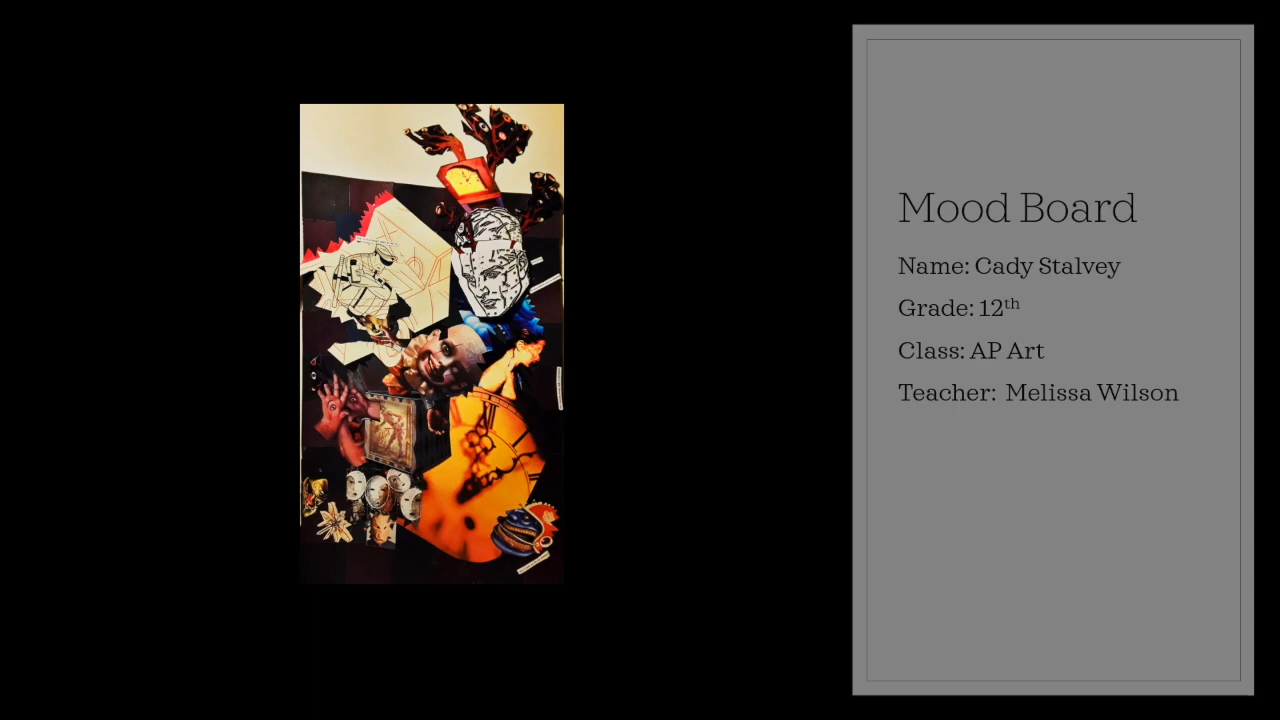 Mood Board
Name: Cady Stalvey
Grade: 12th
Class: AP Art
Teacher: Melissa Wilson